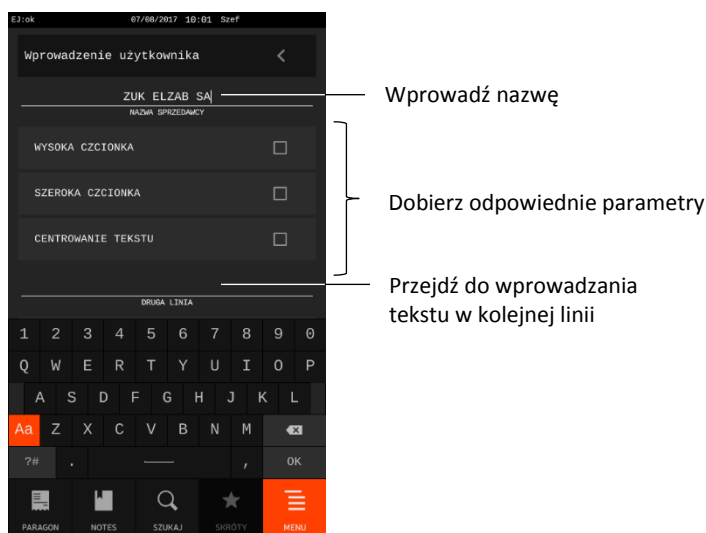 EJ:ok 07/08/2017 10:01 Szef
Wprowadzenie użytkownika
ZUK ELZAB SA
NAZWA SPRZEDAWCY
WYSOKA CZCIONKA
SZEROKA CZCIONKA
CENTROWANIE TEKSTU
DRUGA LINIA
1 2 3 4 5 6 7 8 9 0
Q W E R T Y U I O P
A S D F G H J K L
Aa Z X C V B N M
?# . , OK
PARAGON NOTES SZUKAJ SKRÓTY MENU
Wprowadź nazwę
Dobierz odpowiednie parametry
Przejdź do wprowadzania
tekstu w kolejnej linii